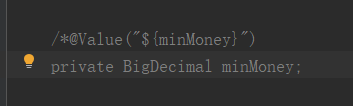 /*@Value("${minMoney}")
private BigDecimal minMoney;